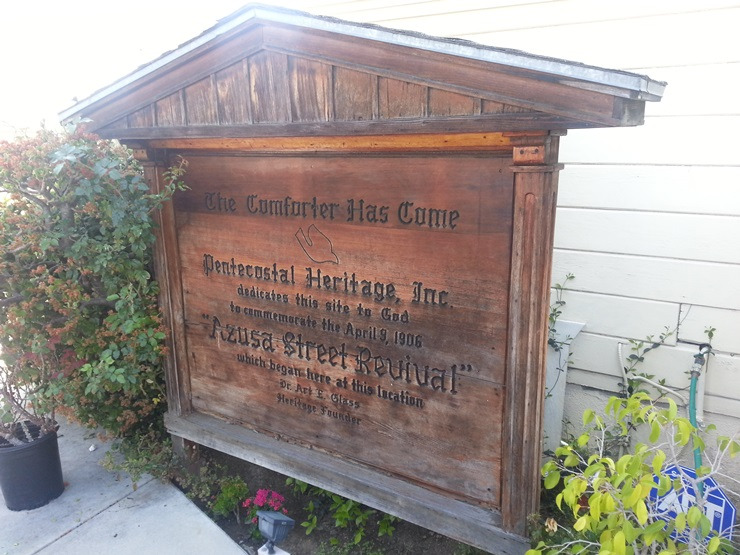 The Comforter Has Come
Pentecostal Heritage, Inc.
dedicates this site to God
to commemorate the April 9, 1906
"Azusa Street Revival"
which began here at this location
Dr. Art E. Glass
Heritage Founder
ADT